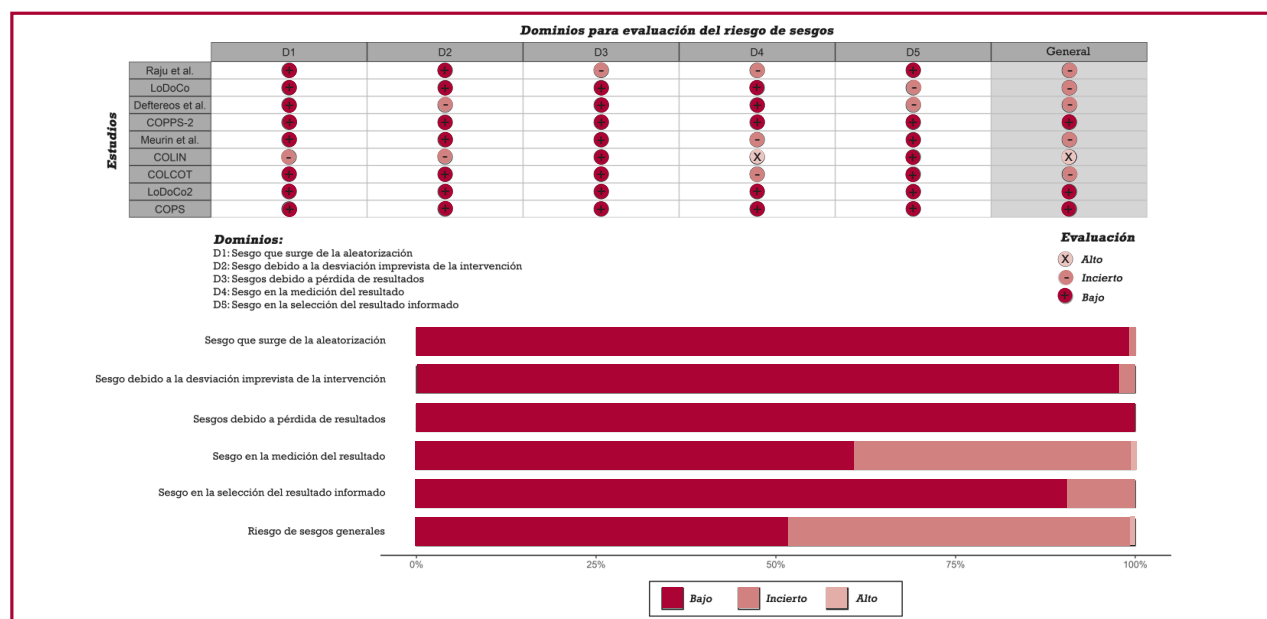 Dominios para evaluación del riesgo de sesgos
D1 D2 D3 D4 D5 General
Estudios
Raju et al. + + - - + -
LoDoCo + + + + - -
Deftereos et al. + - + + - -
COPPS-2 + + + + + +
Meurin et al. + + + - + -
COLIN - - + X + X
COLCOT + + + - + -
LoDoCo2 + + + + + +
COPS + + + + + +
Dominios:
D1: Sesgo que surge de la aleatorización
D2: Sesgo debido a la desviación imprevista de la intervención
D3: Sesgos debido a pérdida de resultados
D4: Sesgo en la medición del resultado
D5: Sesgo en la selección del resultado informado
Evaluación
X Alto
- Incierto
+ Bajo
Sesgo que surge de la aleatorización
Sesgo debido a la desviación imprevista de la intervención
Sesgos debido a pérdida de resultados
Sesgo en la medición del resultado
Sesgo en la selección del resultado informado
Riesgo de sesgos generales
0% 25% 50% 75% 100%
Bajo Incierto Alto